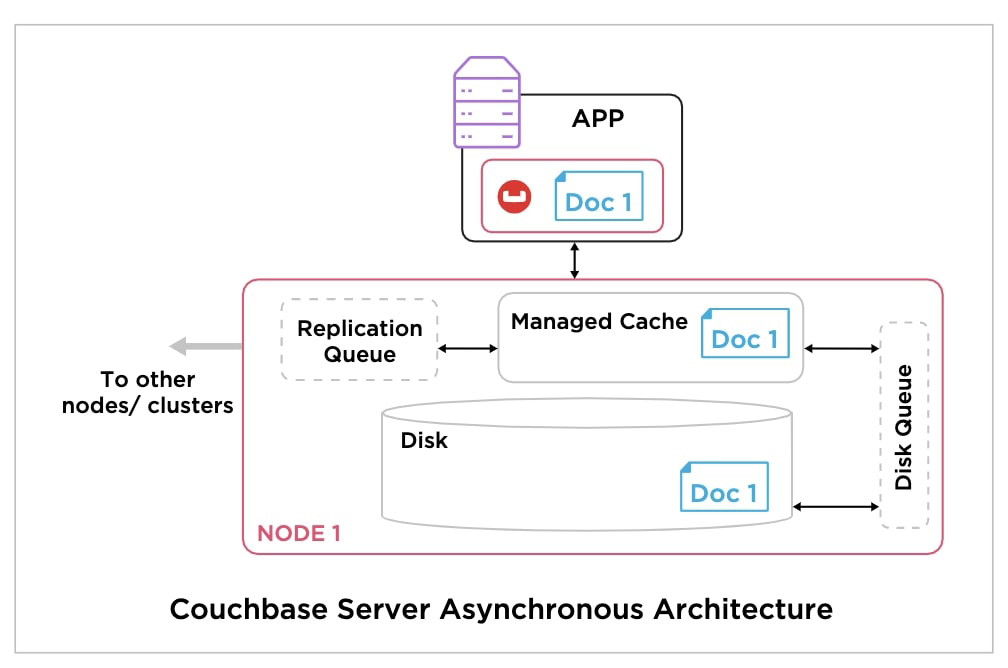 APP
Doc 1
Replication
Queue
Managed Cache
Doc 1
To other
nodes/ clusters
Disk
Doc 1
Disk Queue
NODE 1
Couchbase Server Asynchronous Architecture